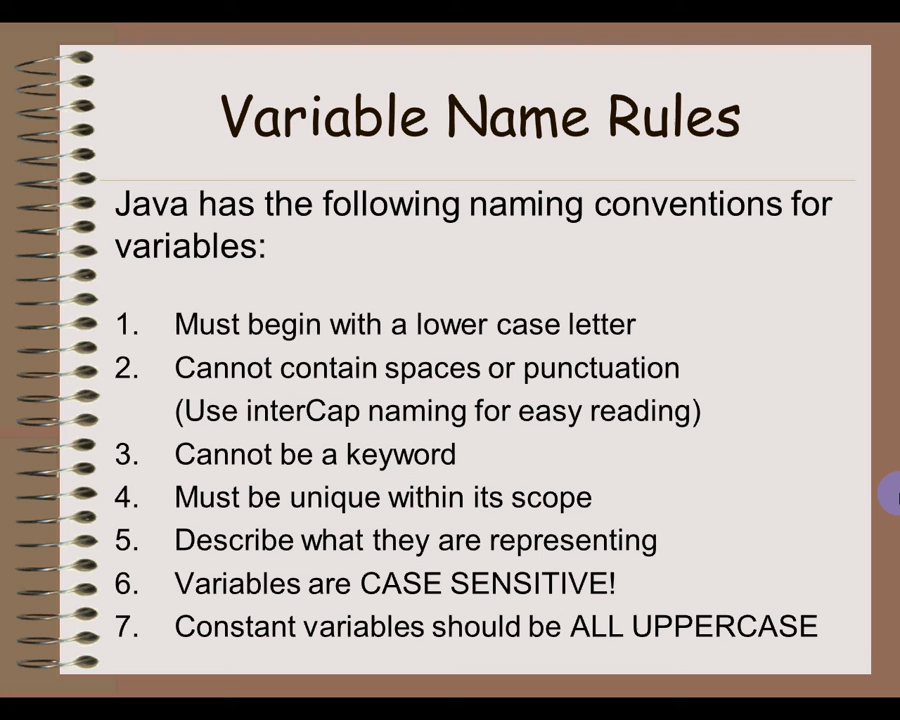 Variable Name Rules
Java has the following naming conventions for
variables:
1. Must begin with a lower case letter
2. Cannot contain spaces or punctuation
(Use interCap naming for easy reading)
3. Cannot be a keyword
4. Must be unique within its scope
5. Describe what they are representing
6. Variables are CASE SENSITIVE!
7. Constant variables should be ALL UPPERCASE